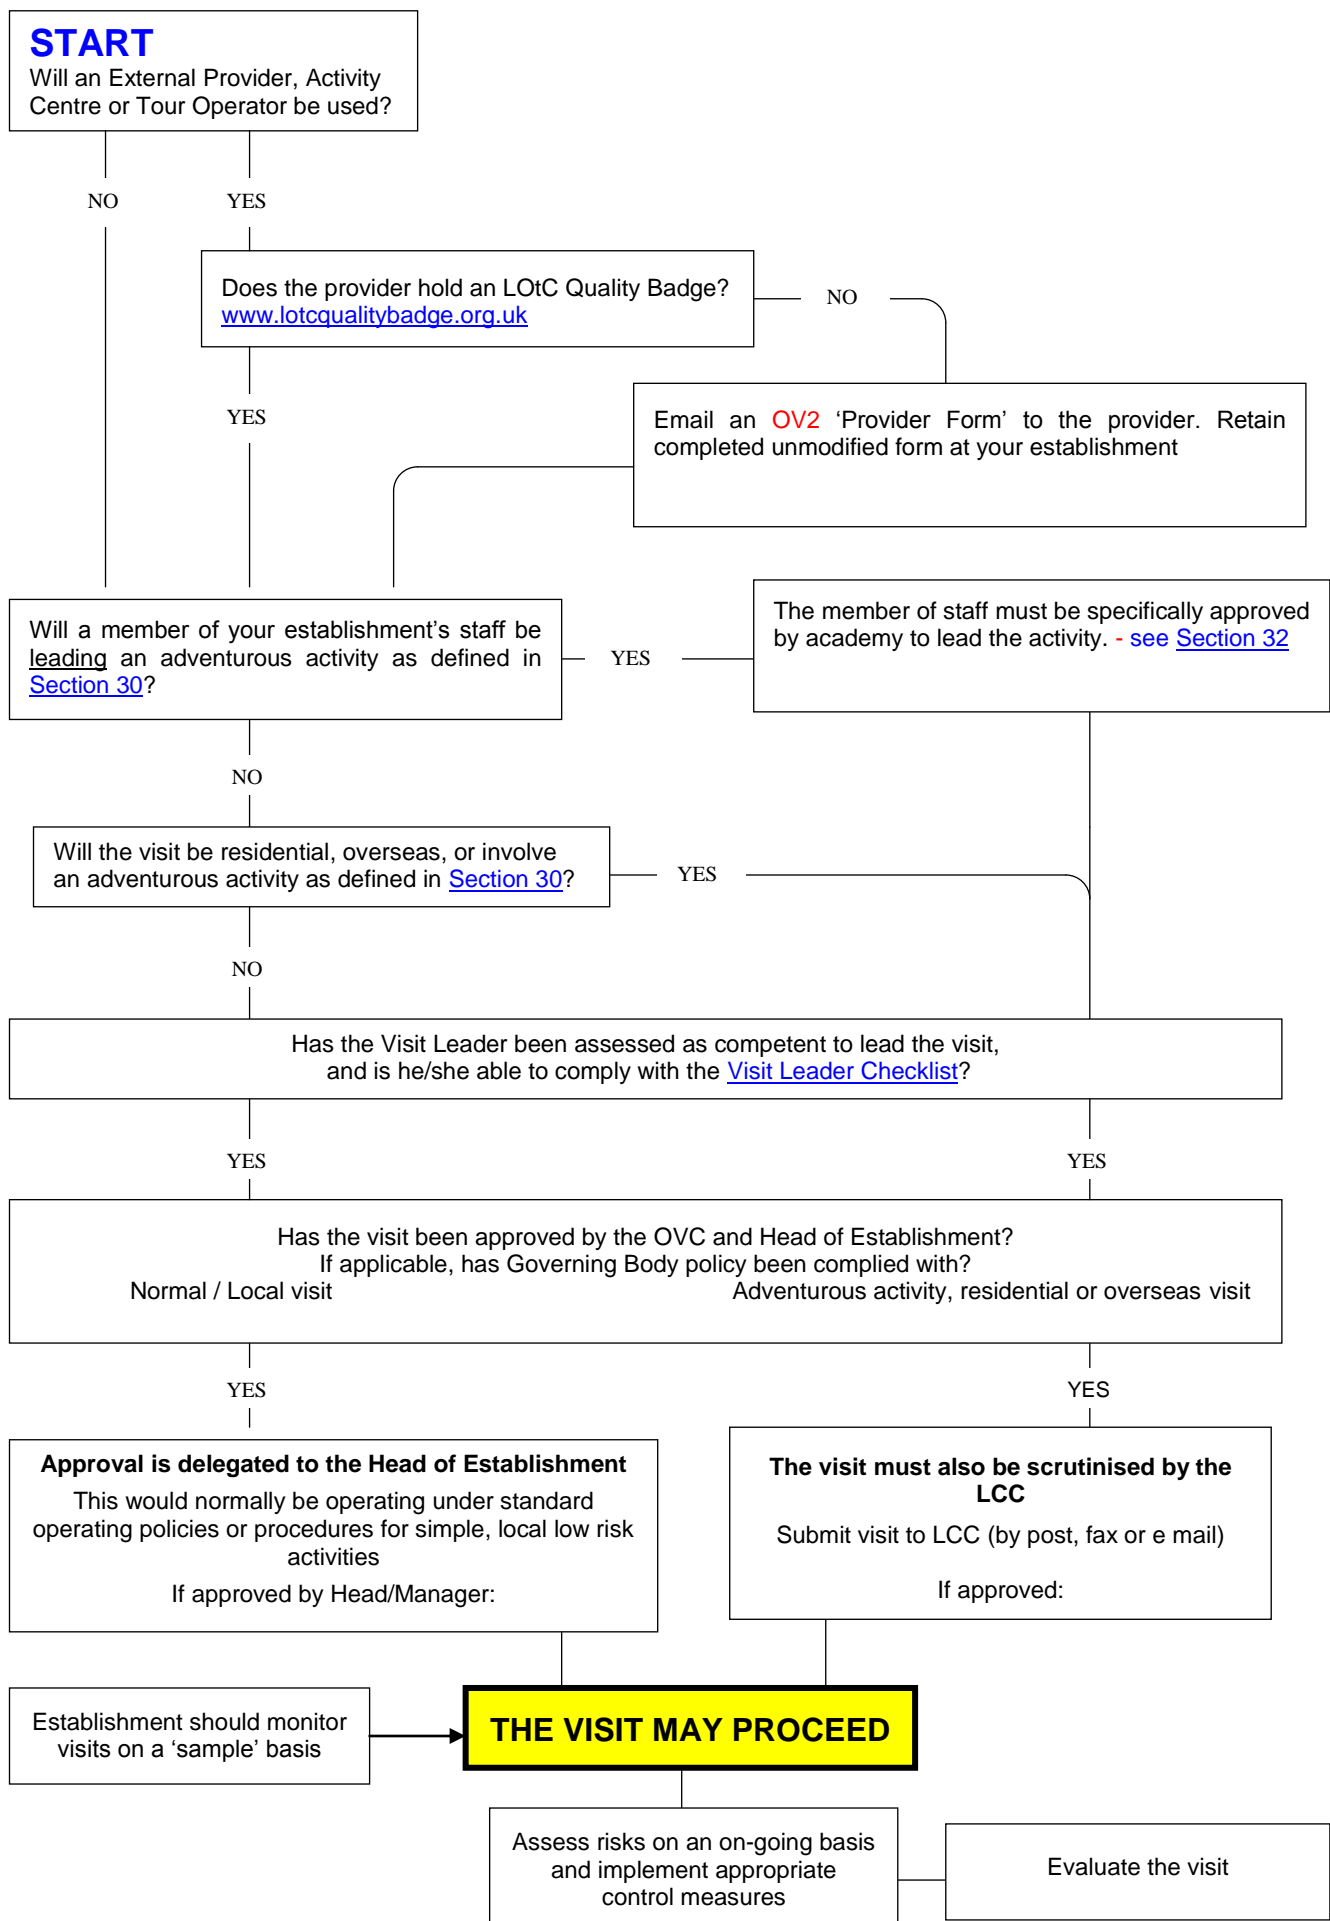 START
Will an External Provider, Activity
Centre or Tour Operator be used?
NO
YES
Does the provider hold an LOtC Quality Badge?
www.lotcqualitybadge.org.uk
NO
YES
Email an OV2 ‘Provider Form’ to the provider. Retain
completed unmodified form at your establishment
Will a member of your establishment’s staff be
leading an adventurous activity as defined in
Section 30?
YES
The member of staff must be specifically approved
by academy to lead the activity. - see Section 32
NO
Will the visit be residential, overseas, or involve
an adventurous activity as defined in Section 30?
YES
NO
Has the Visit Leader been assessed as competent to lead the visit,
and is he/she able to comply with the Visit Leader Checklist?
YES
YES
Has the visit been approved by the OVC and Head of Establishment?
If applicable, has Governing Body policy been complied with?
Normal / Local visit
Adventurous activity, residential or overseas visit
YES
YES
Approval is delegated to the Head of Establishment
This would normally be operating under standard
operating policies or procedures for simple, local low risk
activities
If approved by Head/Manager:
The visit must also be scrutinised by the
LCC
Submit visit to LCC (by post, fax or e mail)
If approved:
Establishment should monitor
visits on a ‘sample’ basis
THE VISIT MAY PROCEED
Assess risks on an on-going basis
and implement appropriate
control measures
Evaluate the visit